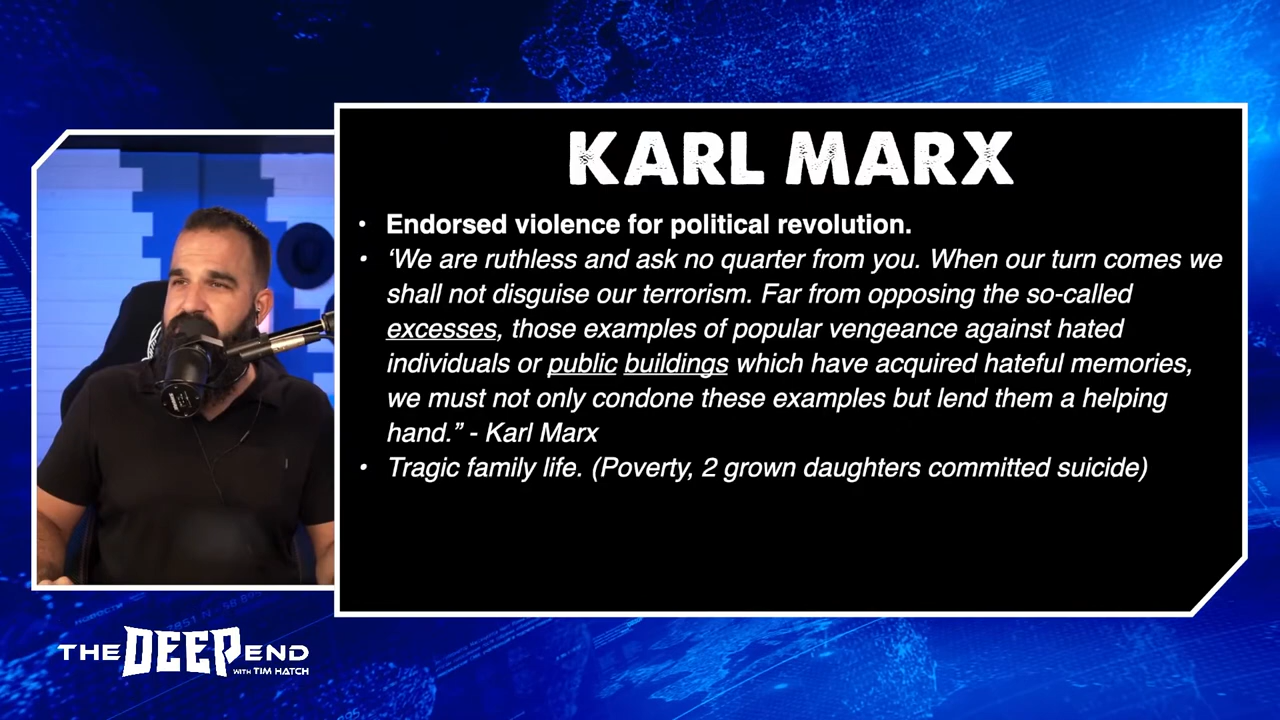 KARL MARX
• Endorsed violence for political revolution.
• ‘We are ruthless and ask no quarter from you. When our turn comes we
shall not disguise our terrorism. Far from opposing the so-called
excesses, those examples of popular vengeance against hated
individuals or public buildings which have acquired hateful memories,
we must not only condone these examples but lend them a helping
hand.” - Karl Marx
• Tragic family life. (Poverty, 2 grown daughters committed suicide)
THE DEEP END
WITH TIM HATCH